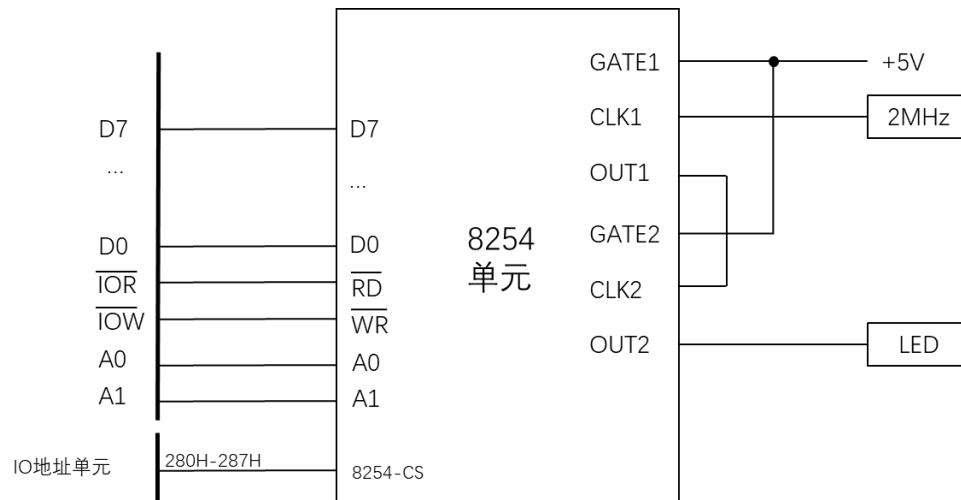 GATE1
+5V
CLK1
2MHz
D7
D7
...
...
OUT1
D0
D0
8254
单元
GATE2
IOR
RD
CLK2
IOW
WR
OUT2
LED
A0
A0
A1
A1
IO地址单元
280H-287H
8254-CS